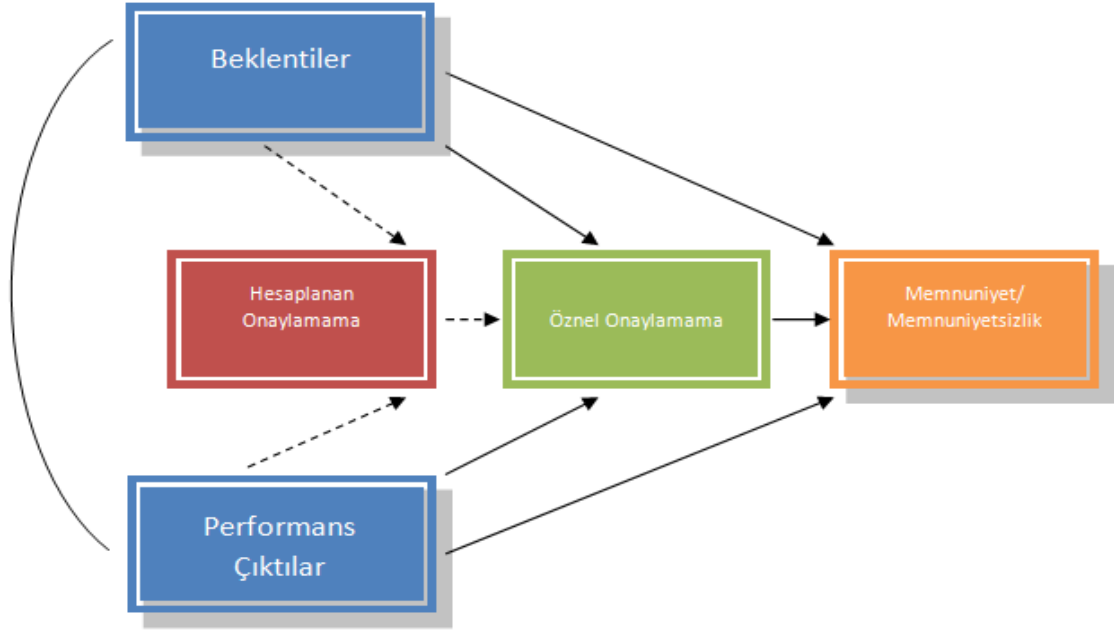 Beklentiler
Hesaplanan
Onaylamama
Öznel Onaylamama
Memnuniyet/
Memnuniyetsizlik
Performans
Çıktılar